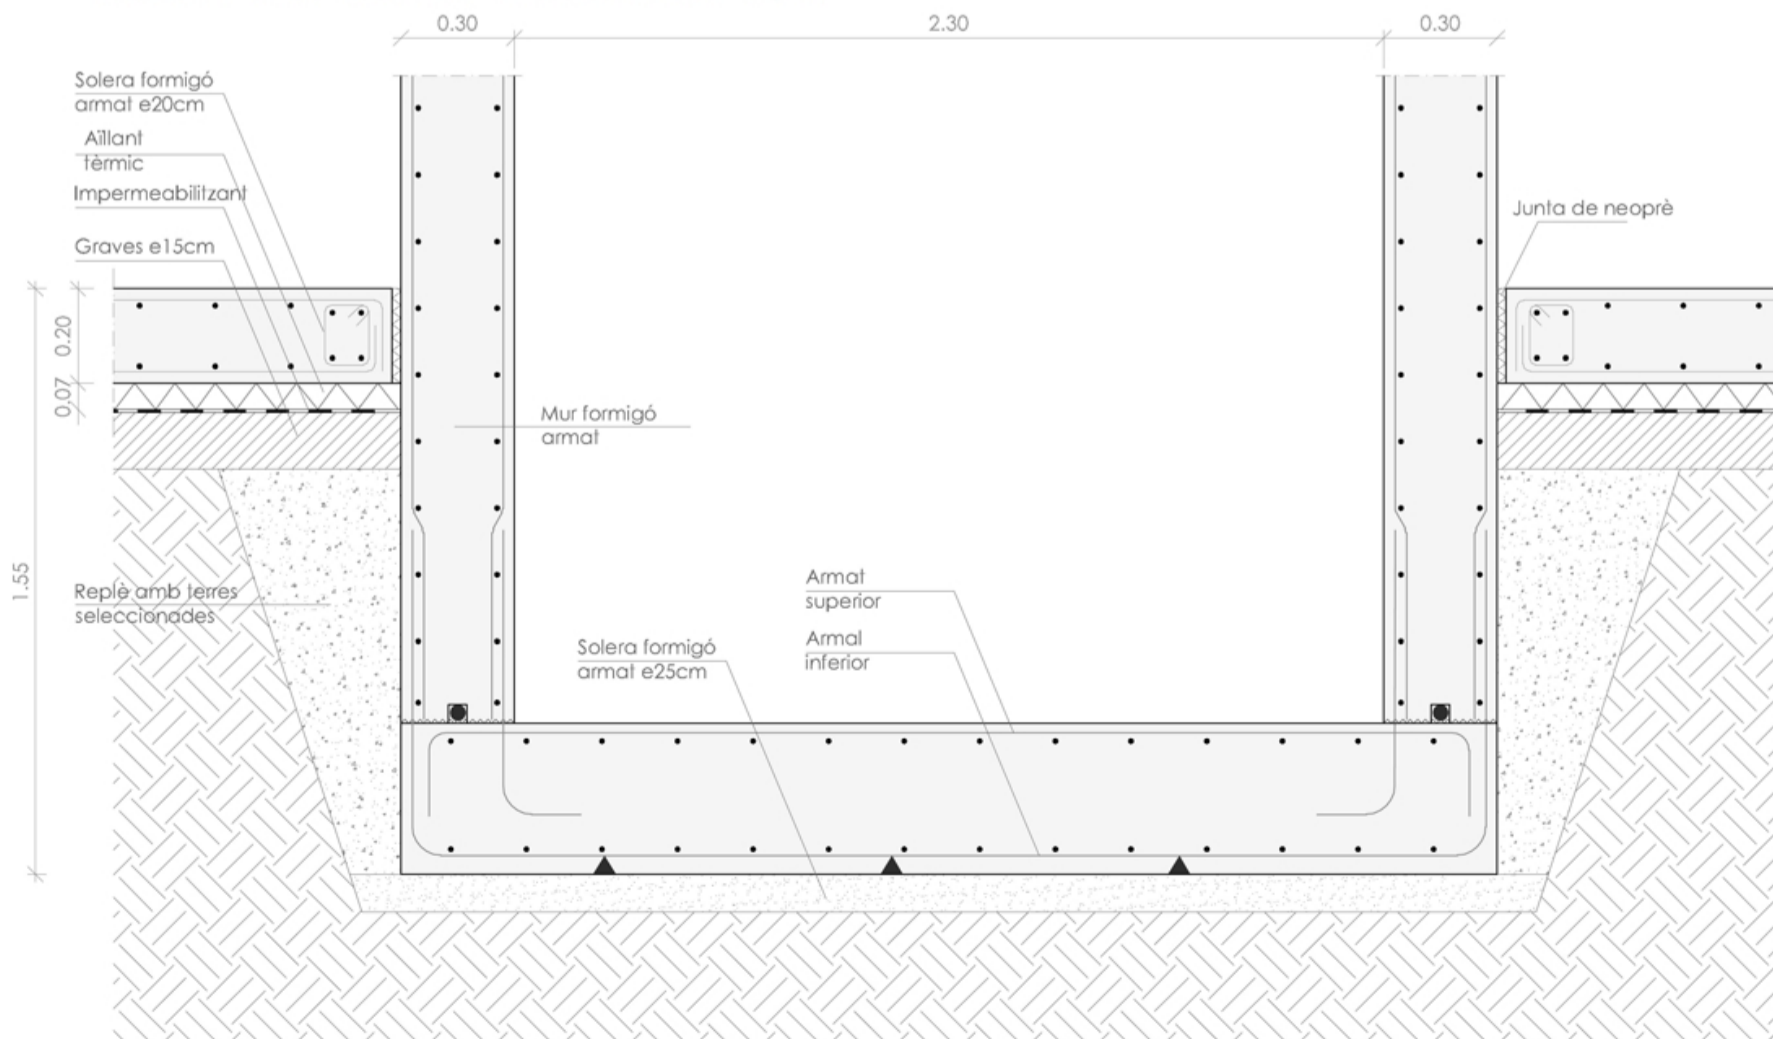 0.30
2.30
0.30
Solera formigó
armat e20cm
Aïllant
tèrmic
Impermeabilitzant
Graves e15cm
Junta de neoprè
0.20
0.07
1.55
Mur formigó
armat
Replè amb terres
seleccionades
Armat
superior
Armal
inferior
Solera formigó
armat e25cm